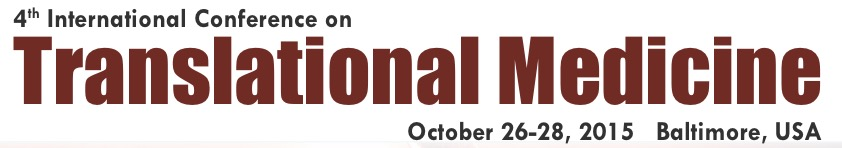 4th International Conference on
Translational Medicine
October 26-28, 2015 Baltimore, USA